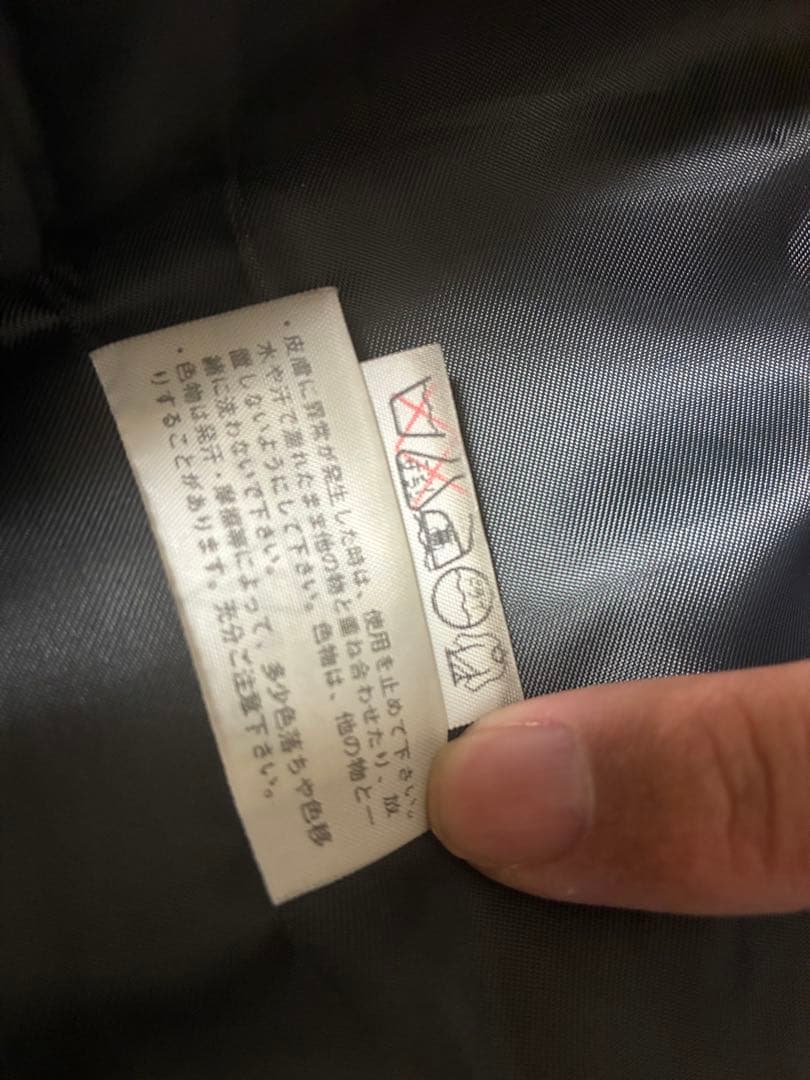 ・皮膚に異常が発生した時は、使用を止めて下さい。
水や汗で濡れたまま他の物と重ね合わせたり、放
置しないようにして下さい。色物は、他の物と一
緒に洗わないで下さい。
・色物は発汗・摩擦等によって、多少色落ちや色移
りすることがあります。充分ご注意下さい。